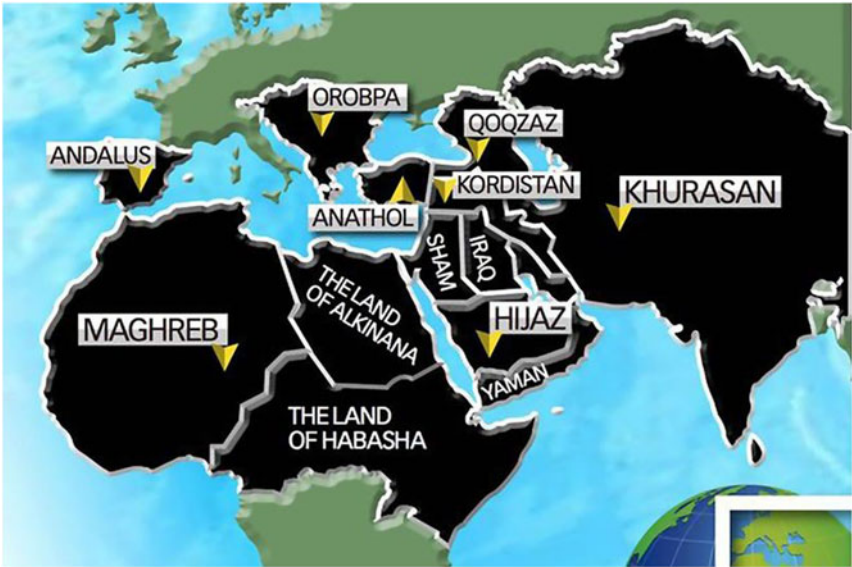 OROBPA
QOQZAZ
ANDALUS
KORDISTAN
KHURASAN
ANATHOL
SHAM
IRAQ
THE LAND
OF ALKINANA
MAGHREB
HIJAZ
YAMAN
THE LAND
OF HABASHA